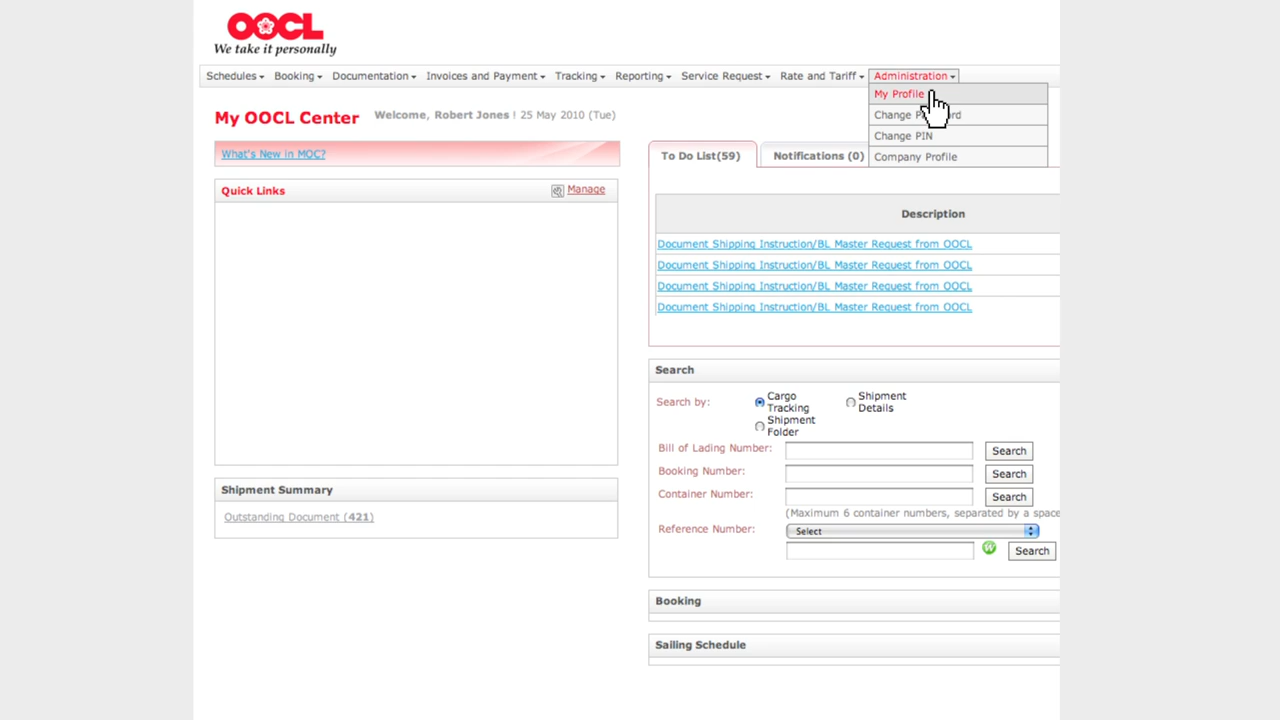 OOCL
We take it personally
Schedules Booking Documentation Invoices and Payment Tracking Reporting Service Request Rate and Tariff Administration
My Profile
Change
Change PIN
Company Profile
My OOCL Center Welcome, Robert Jones ! 25 May 2010 (Tue)
What's New in MOC?
Quick Links Manage
Shipment Summary
Outstanding Document (421)
To Do List(59) Notifications (0)
Description
Document Shipping Instruction/BL Master Request from OOCL
Document Shipping Instruction/BL Master Request from OOCL
Document Shipping Instruction/BL Master Request from OOCL
Document Shipping Instruction/BL Master Request from OOCL
Search
Search by: Cargo Tracking Shipment Details
Shipment Folder
Bill of Lading Number: Search
Booking Number: Search
Container Number: Search
(Maximum 6 container numbers, separated by a space
Reference Number: Select
W Search
Booking
Sailing Schedule